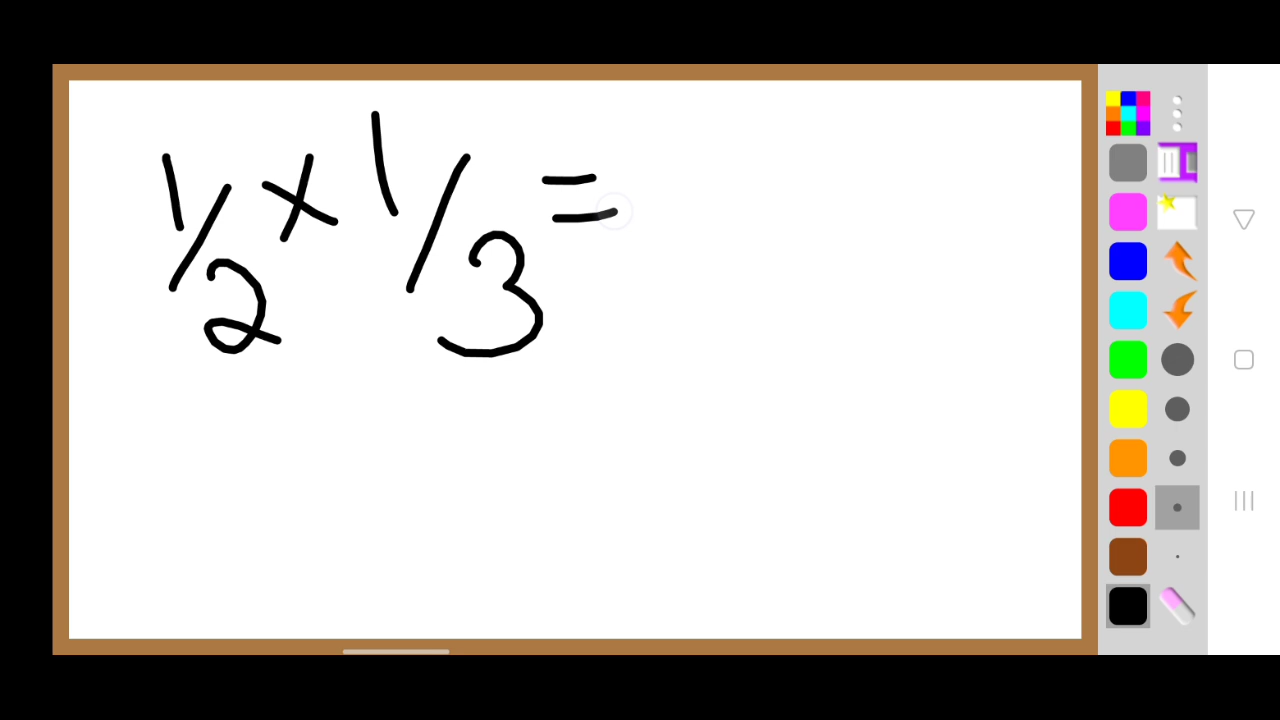 1/2 x 1/3 =